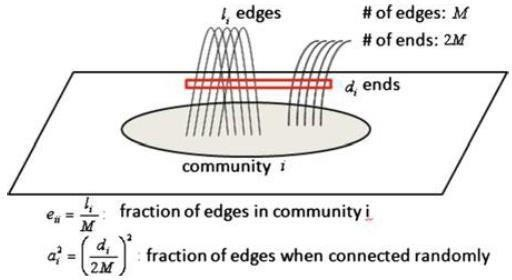 l_i edges
# of edges: M
# of ends: 2M
d_i ends
community i
e_ii = l_i/M : fraction of edges in community i
a_i^2 = (d_i/2M)^2 : fraction of edges when connected randomly